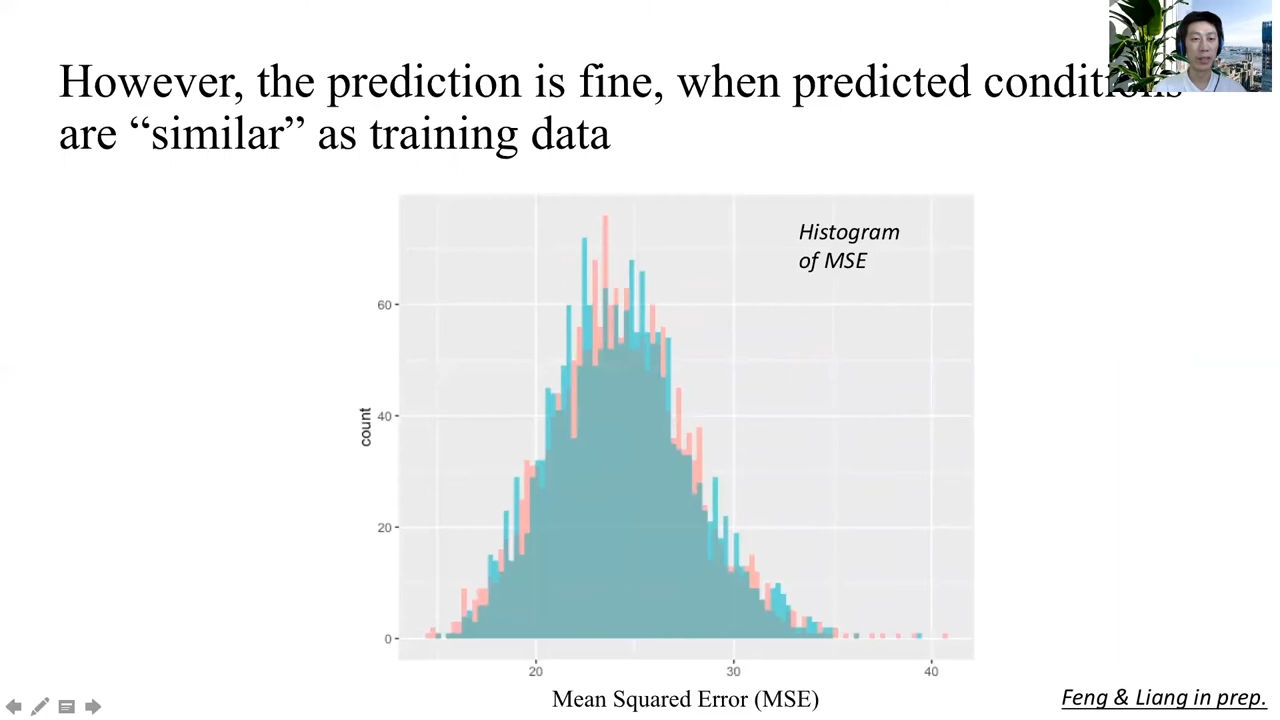 However, the prediction is fine, when predicted conditions
are “similar” as training data
Histogram
of MSE
60
40
count
20
0
20 30 40
Mean Squared Error (MSE)
Feng & Liang in prep.